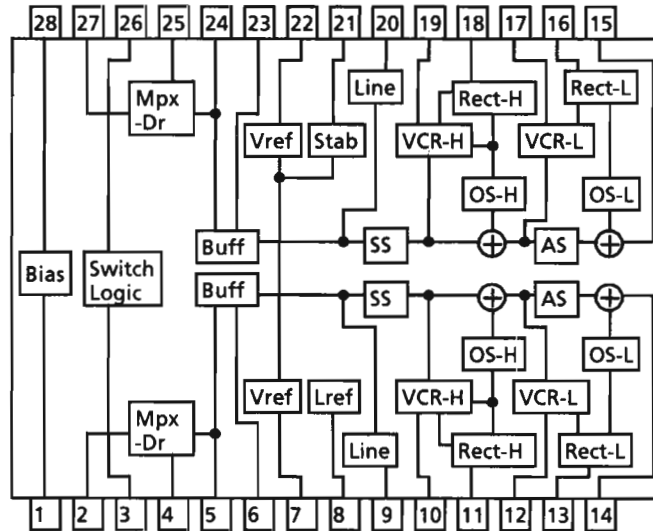 28 27 26 25 24 23 22 21 20 19 18 17 16 15
Line Rect-H Rect-L
Mpx
-Dr
Vref Stab VCR-H VCR-L
OS-H OS-L
Buff SS + AS +
Bias Switch
Logic
Buff SS + AS +
OS-H OS-L
Vref Lref VCR-H VCR-L
Mpx
-Dr
Line Rect-H Rect-L
1 2 3 4 5 6 7 8 9 10 11 12 13 14